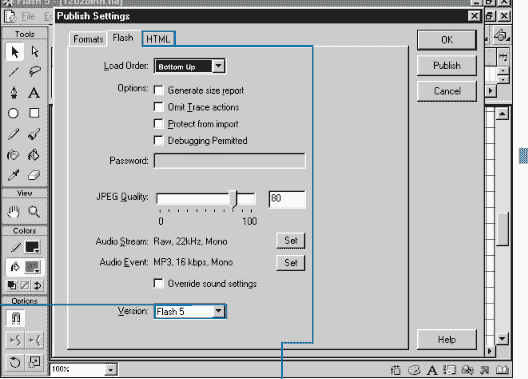 Publish Settings
File
Tools
View
Colors
Options
Formats
Flash
HTML
OK
Publish
Cancel
Load Order: Bottom Up
Options: Generate size report
Omit Trace actions
Protect from import
Debugging Permitted
Password:
JPEG Quality: 80
0 100
Audio Stream: Raw, 22kHz, Mono Set
Audio Event: MP3, 16 kbps, Mono Set
Override sound settings
Version: Flash 5
Help
100%